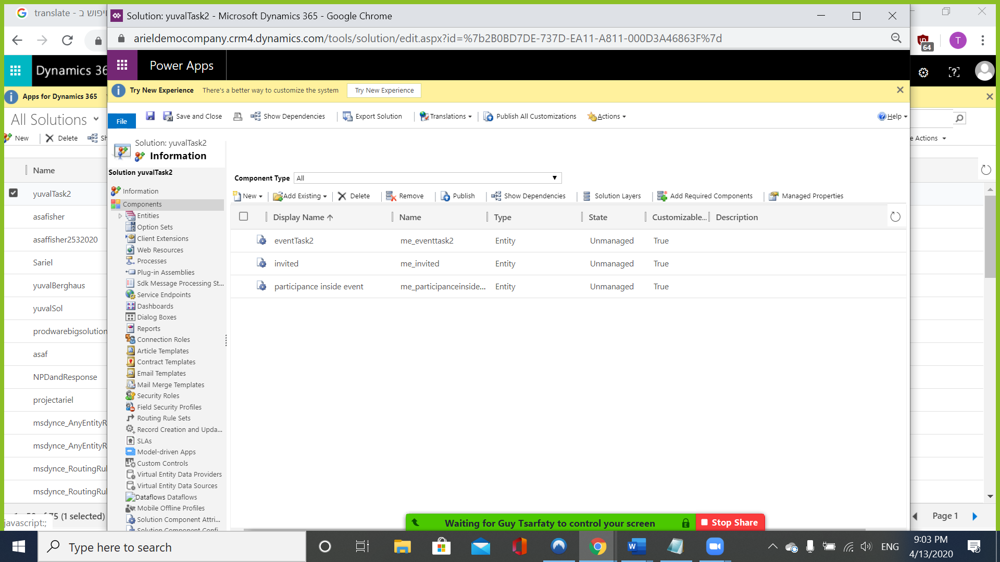 translate - חיפוש ב
Solution: yuvalTask2 - Microsoft Dynamics 365 - Google Chrome
arieldemocompany.crm4.dynamics.com/tools/solution/edit.aspx?id=%7b2B0BD7DE-737D-EA11-A811-000D3A46863F%7d
64
T
Dynamics 36
Power Apps
Apps for Dynamics 365
Try New Experience There's a better way to customize the system Try New Experience
All Solutions
File Save and Close Show Dependencies Export Solution Translations Publish All Customizations Actions Help
New Delete Sh
e Actions
Solution: yuvalTask2
Information
Solution yuvalTask2
Name
yuvalTask2
asafisher
asaffisher2532020
Sariel
yuvalBerghaus
yuvalSol
prodwarebigsolution
asaf
NPDandResponse
projectariel
msdynce_AnyEntityR
msdynce_AnyEntityR
msdynce_RoutingRul
msdynce_RoutingRul
75 (1 selected)
javascript:;
Information
Components
Entities
Option Sets
Client Extensions
Web Resources
Processes
Plug-in Assemblies
Sdk Message Processing St...
Service Endpoints
Dashboards
Dialog Boxes
Reports
Connection Roles
Article Templates
Contract Templates
Email Templates
Mail Merge Templates
Security Roles
Field Security Profiles
Routing Rule Sets
Record Creation and Upda...
SLAs
Model-driven Apps
Custom Controls
Virtual Entity Data Providers
Virtual Entity Data Sources
Dataflows Dataflows
Mobile Offline Profiles
Solution Component Attri...
Solution Component Confi...
Component Type All
New Add Existing Delete Remove Publish Show Dependencies Solution Layers Add Required Components Managed Properties
Display Name Name Type State Customizable... Description
eventTask2 me_eventtask2 Entity Unmanaged True
invited me_invited Entity Unmanaged True
participance inside event me_participanceinside... Entity Unmanaged True
Page 1
Waiting for Guy Tsarfaty to control your screen Stop Share
Type here to search
ENG
9:03 PM
4/13/2020